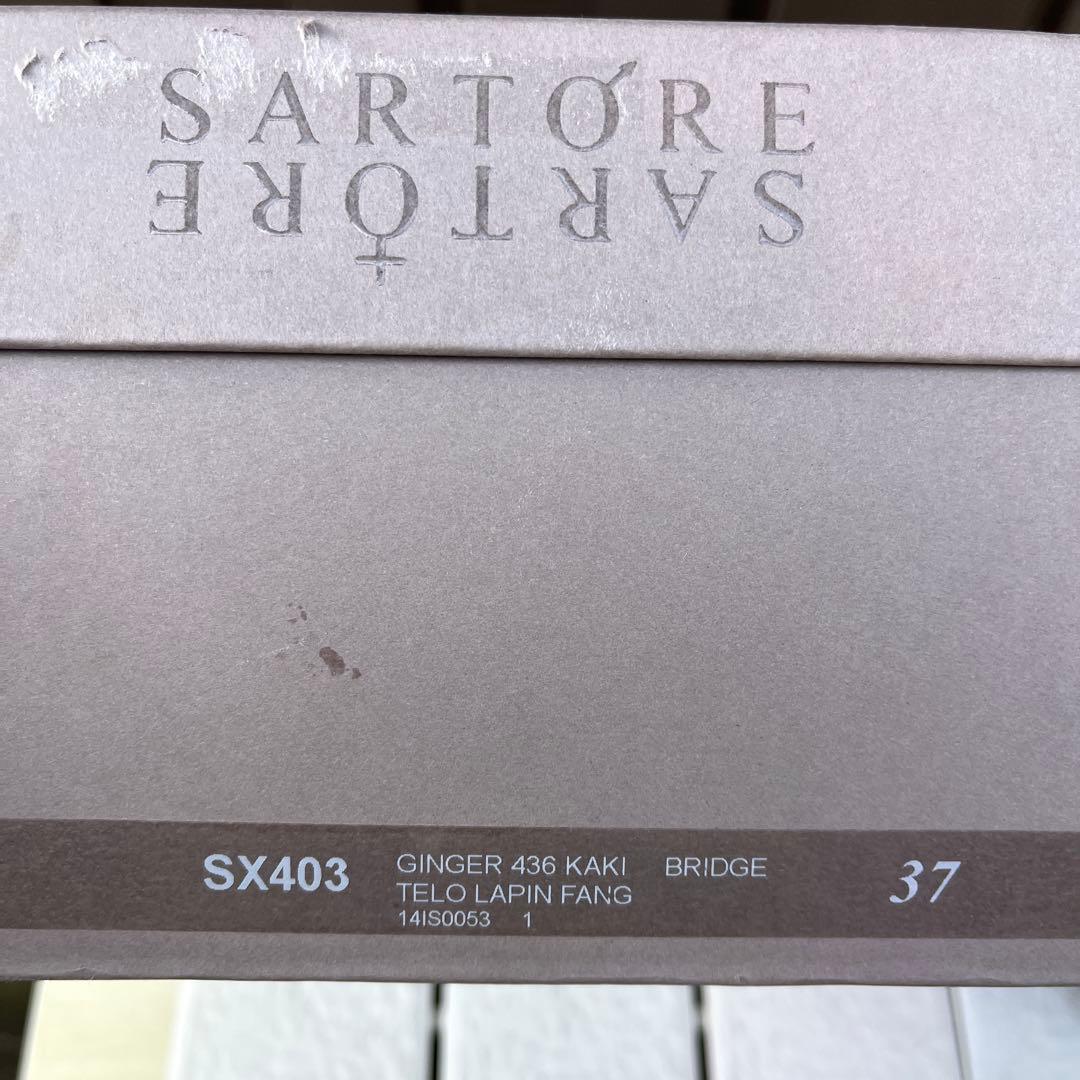 SARTORE
SARTORE
SX403 GINGER 436 KAKI BRIDGE 37
TELO LAPIN FANG
14IS0053 1